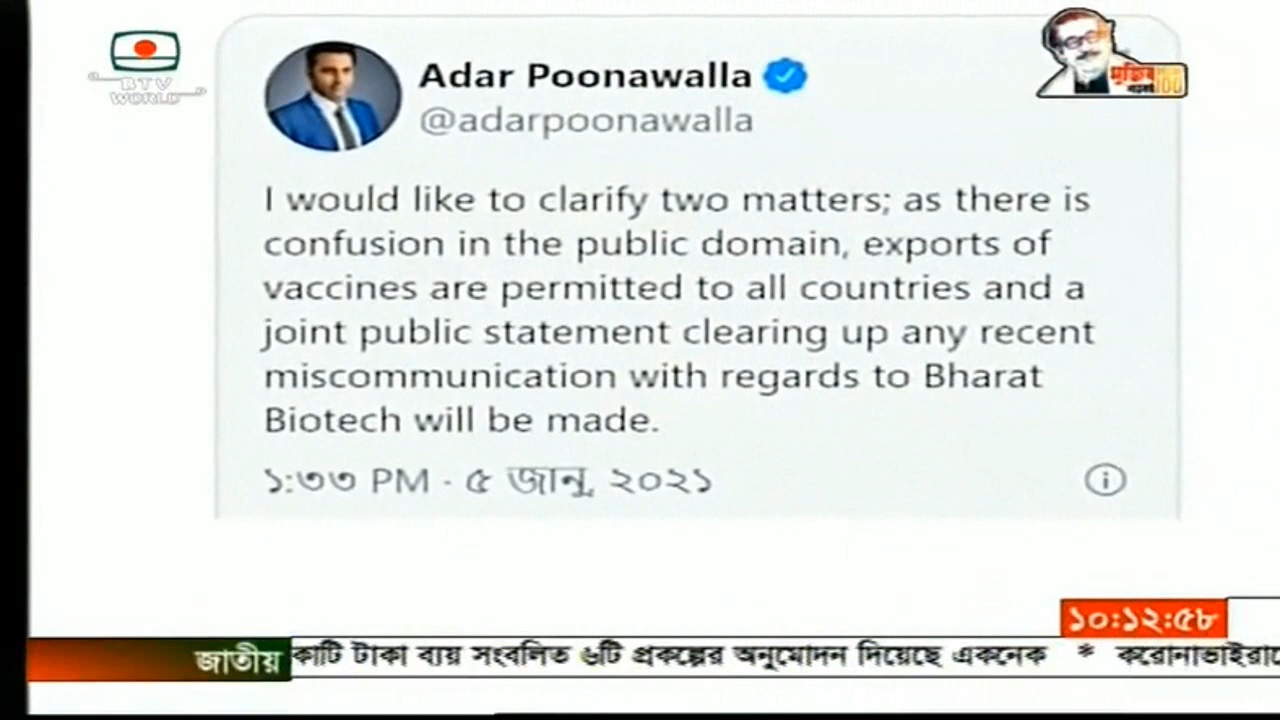 BTV
WORLD
Adar Poonawalla
@adarpoonawalla
I would like to clarify two matters; as there is
confusion in the public domain, exports of
vaccines are permitted to all countries and a
joint public statement clearing up any recent
miscommunication with regards to Bharat
Biotech will be made.
১:৩৩ PM · ৫ জানু, ২০২১
১০:১২:৫৮
জাতীয়
কোটি টাকা ব্যয় সংবলিত ৬টি প্রকল্পের অনুমোদন দিয়েছে একনেক * করোনাভাইরাসে